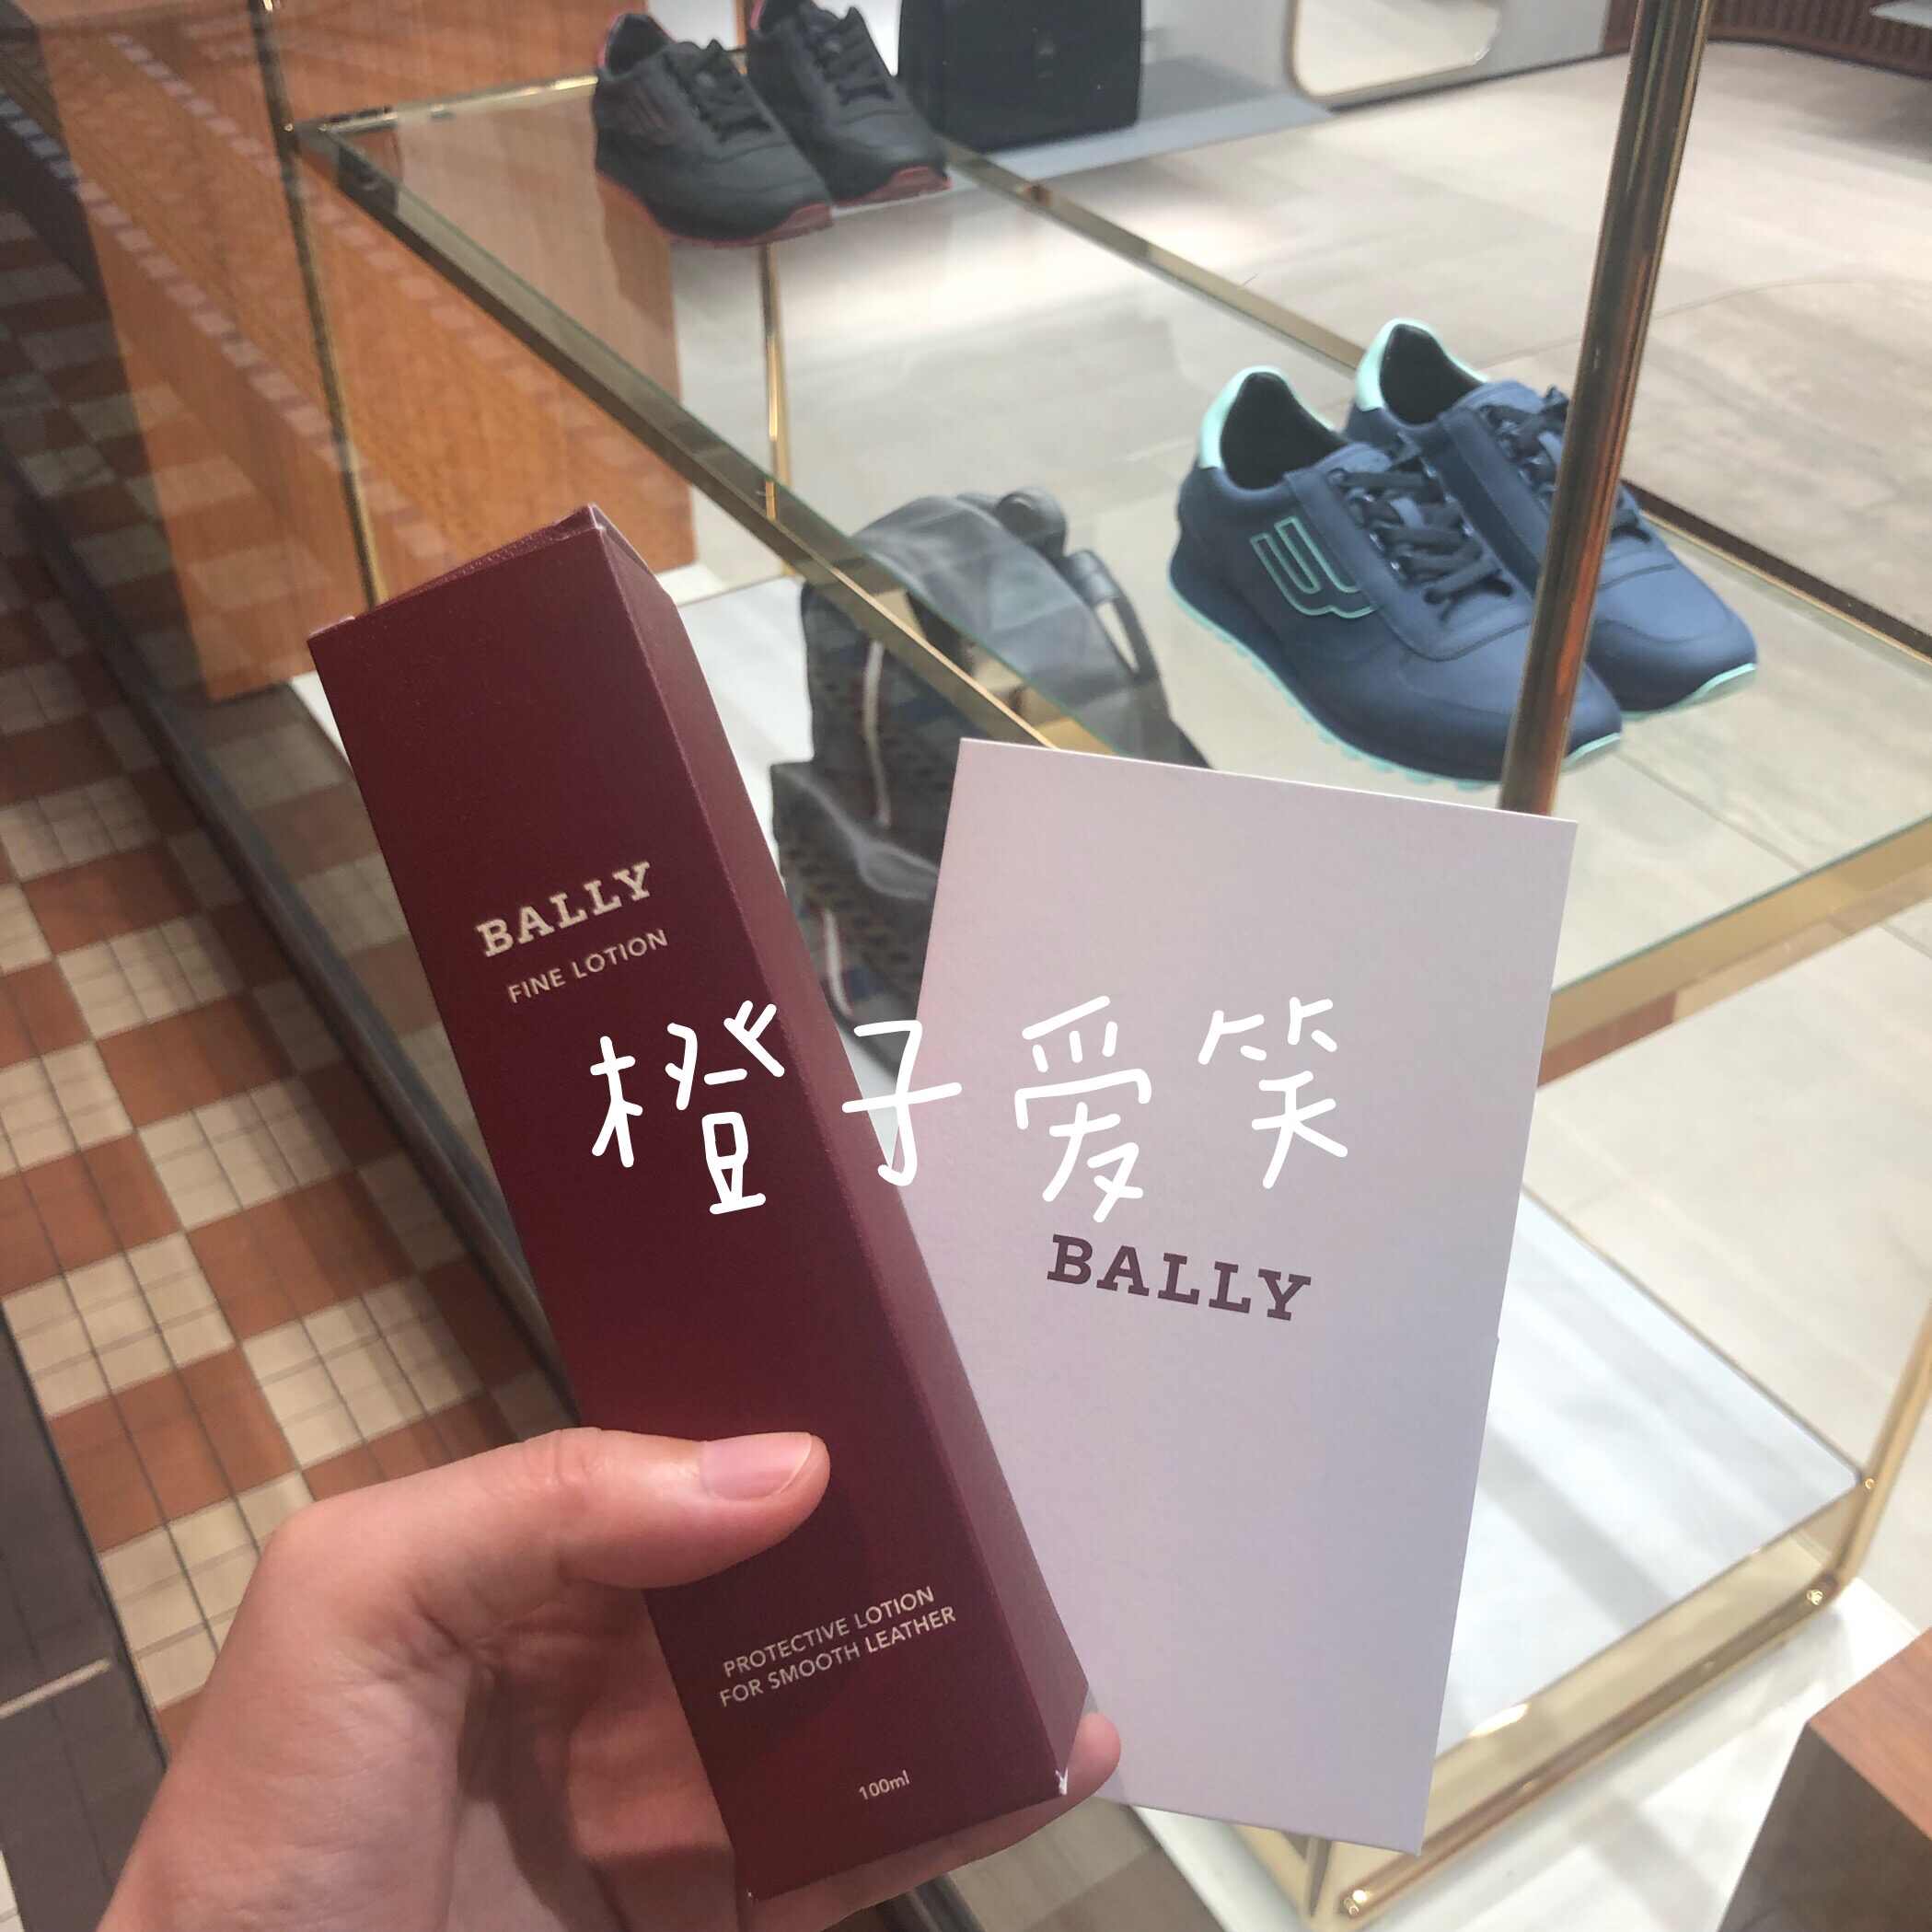 BALLY
FINE LOTION
橙子爱笑
BALLY
PROTECTIVE LOTION
FOR SMOOTH LEATHER
100ml